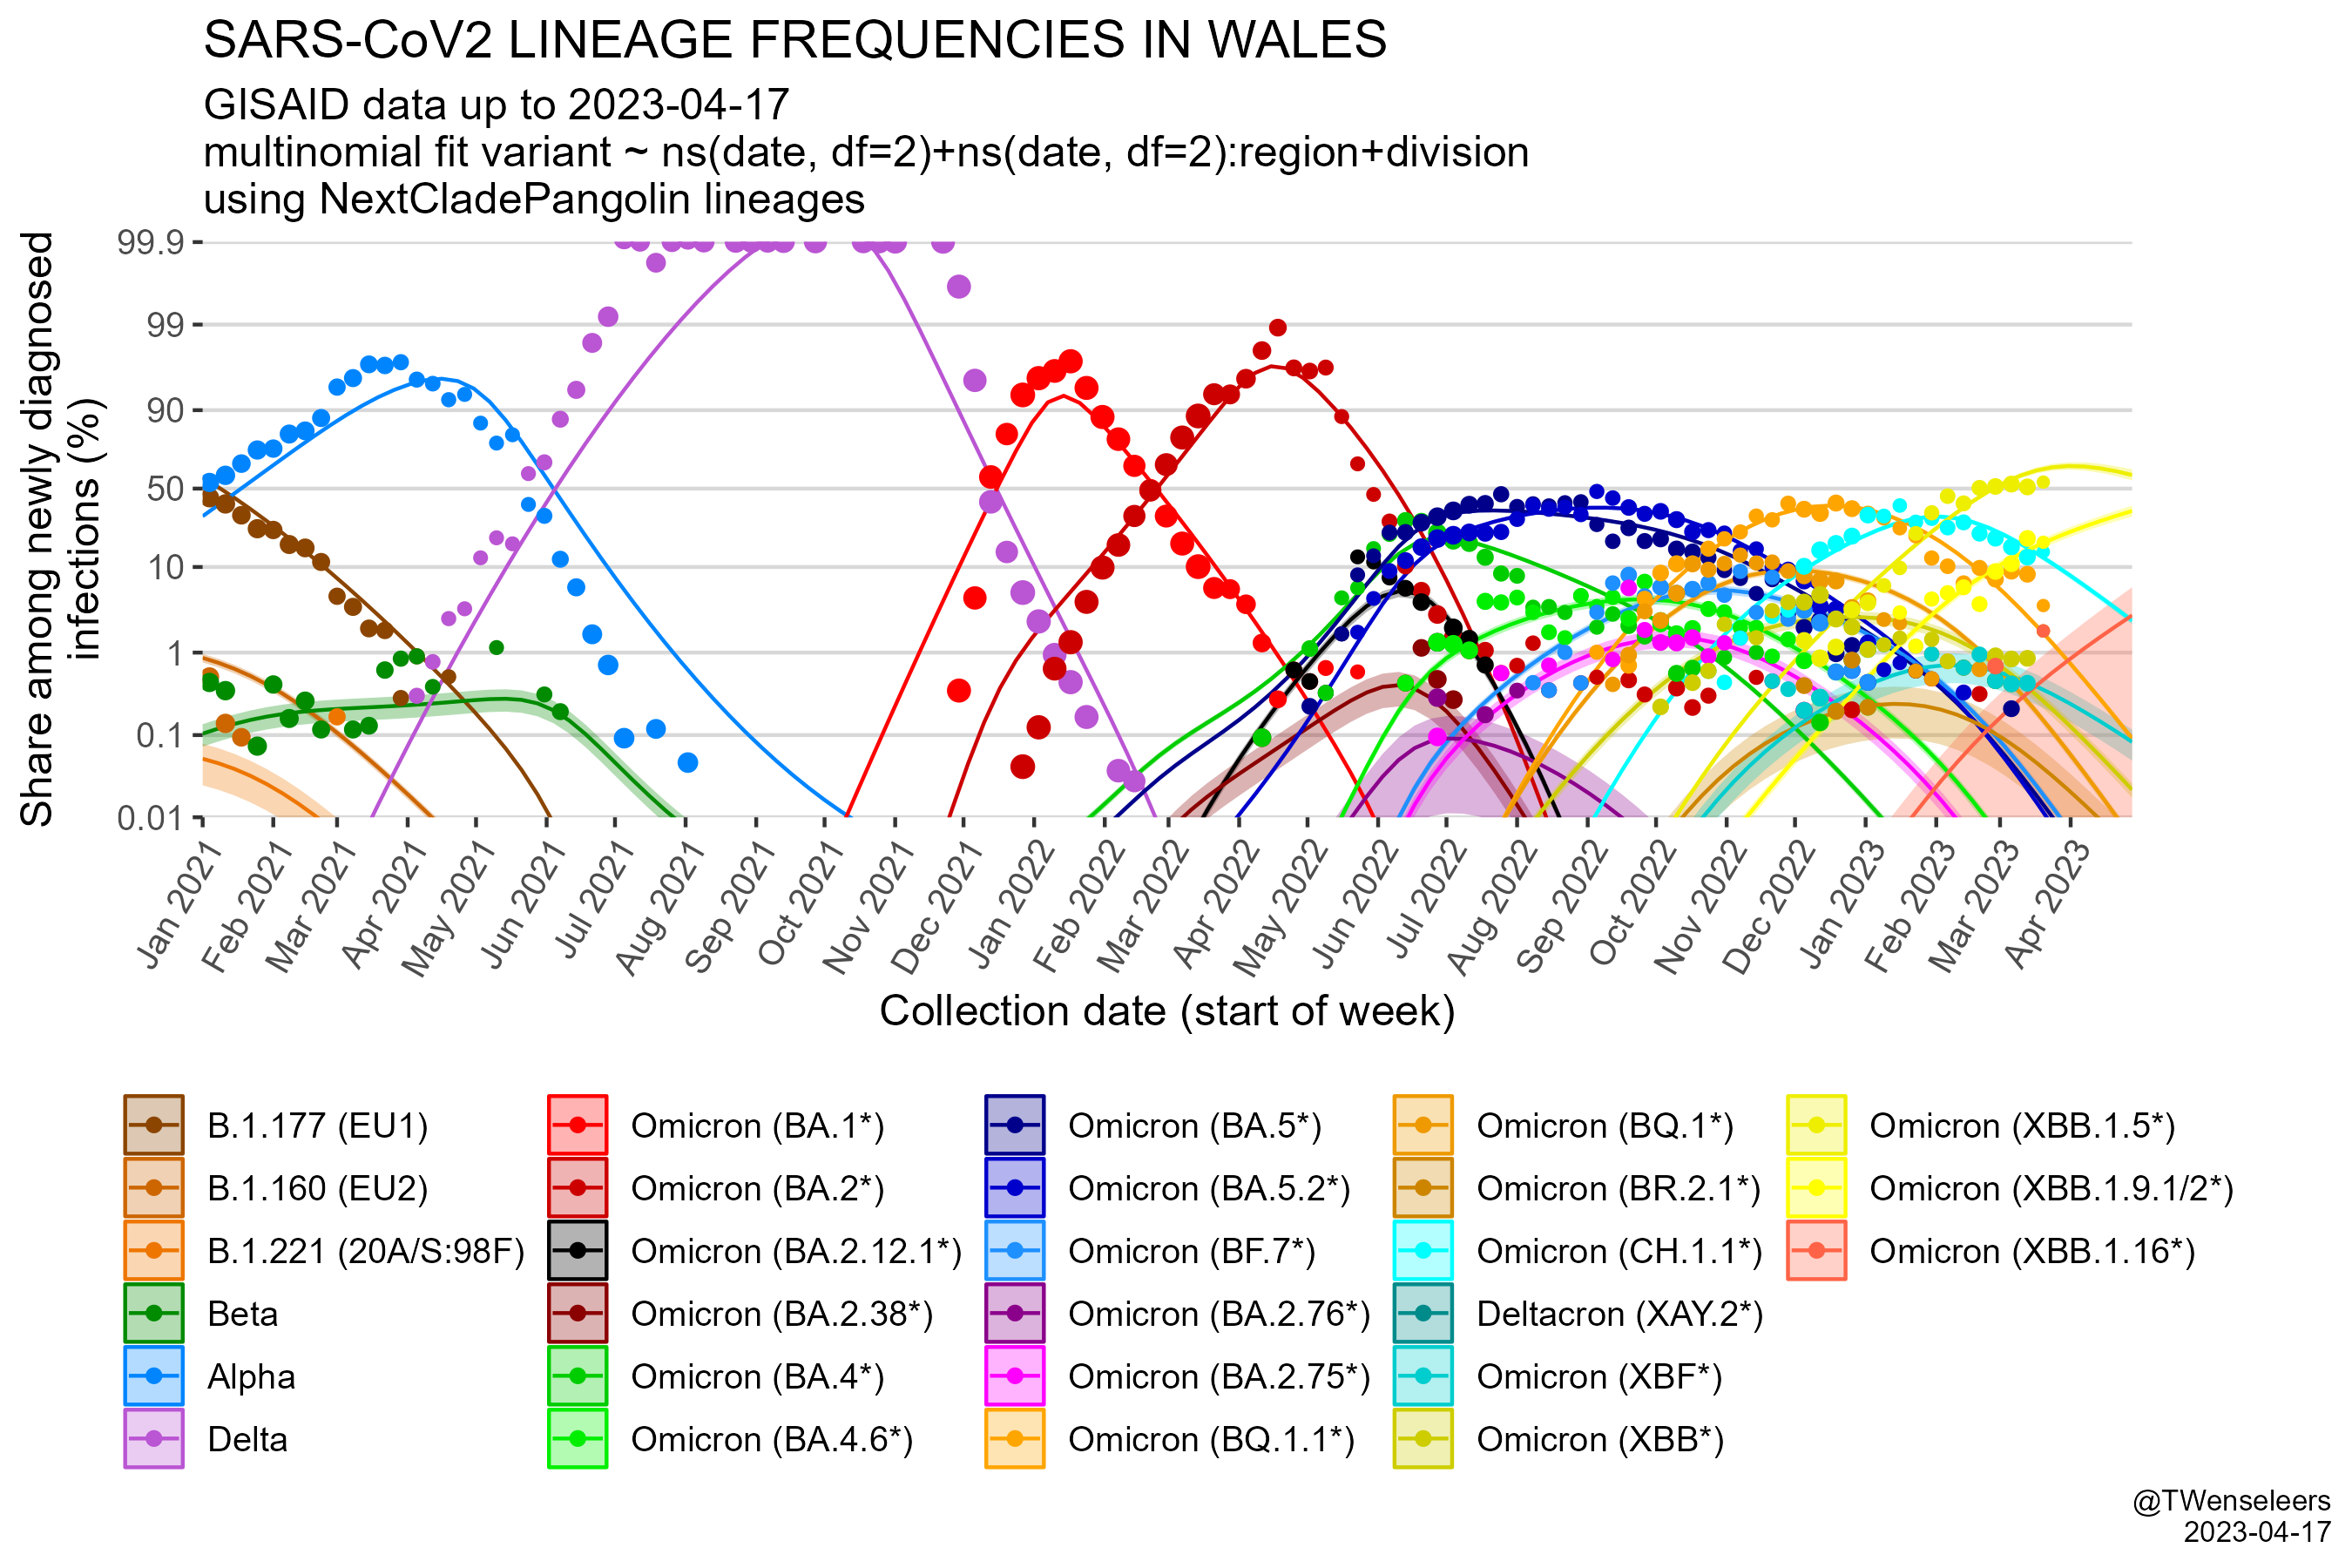 SARS-CoV2 LINEAGE FREQUENCIES IN WALES
GISAID data up to 2023-04-17
multinomial fit variant ~ ns(date, df=2)+ns(date, df=2):region+division
using NextCladePangolin lineages
Share among newly diagnosed
infections (%)
99.9
99
90
50
10
1
0.1
0.01
Jan 2021
Feb 2021
Mar 2021
Apr 2021
May 2021
Jun 2021
Jul 2021
Aug 2021
Sep 2021
Oct 2021
Nov 2021
Dec 2021
Jan 2022
Feb 2022
Mar 2022
Apr 2022
May 2022
Jun 2022
Jul 2022
Aug 2022
Sep 2022
Oct 2022
Nov 2022
Dec 2022
Jan 2023
Feb 2023
Mar 2023
Apr 2023
Collection date (start of week)
B.1.177 (EU1)
B.1.160 (EU2)
B.1.221 (20A/S:98F)
Beta
Alpha
Delta
Omicron (BA.1*)
Omicron (BA.2*)
Omicron (BA.2.12.1*)
Omicron (BA.2.38*)
Omicron (BA.4*)
Omicron (BA.4.6*)
Omicron (BA.5*)
Omicron (BA.5.2*)
Omicron (BF.7*)
Omicron (BA.2.76*)
Omicron (BA.2.75*)
Omicron (BQ.1.1*)
Omicron (BQ.1*)
Omicron (BR.2.1*)
Omicron (CH.1.1*)
Deltacron (XAY.2*)
Omicron (XBF*)
Omicron (XBB*)
Omicron (XBB.1.5*)
Omicron (XBB.1.9.1/2*)
Omicron (XBB.1.16*)
@TWenseleers
2023-04-17